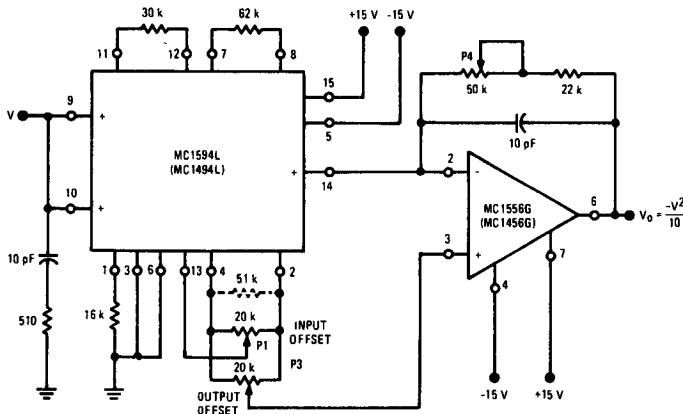 30 k
62 k
+15 V
-15 V
11
12
7
8
P4
50 k
22 k
10 pF
15
5
14
V
9
+
10
+
MC1594L
(MC1494L)
+
2
-
MC1556G
(MC1456G)
6
Vo = -V²
10
3
+
7
4
-15 V
+15 V
10 pF
510
1
3
6
13
4
2
16 k
51 k
20 k
P1
INPUT
OFFSET
20 k
P3
OUTPUT
OFFSET